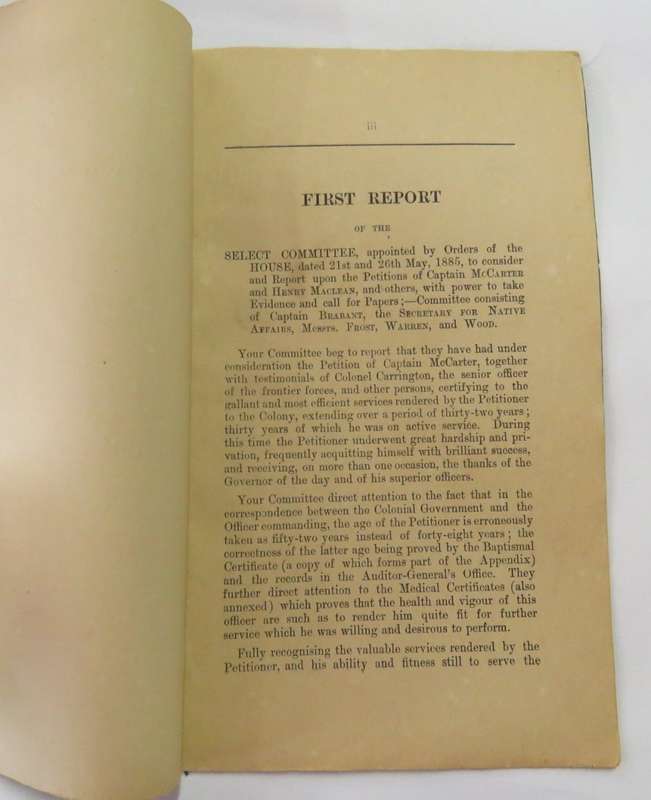 iii
FIRST REPORT
OF THE
SELECT COMMITTEE, appointed by Orders of the
HOUSE, dated 21st and 26th May, 1885, to consider
and Report upon the Petitions of Captain MCCARTER
and HENRY MACLEAN, and others, with power to take
Evidence and call for Papers;—Committee consisting
of Captain BRABANT, the SECRETARY FOR NATIVE
AFFAIRS, Messrs. FROST, WARREN, and WOOD.
Your Committee beg to report that they have had under
consideration the Petition of Captain McCarter, together
with testimonials of Colonel Carrington, the senior officer
of the frontier forces, and other persons, certifying to the
gallant and most efficient services rendered by the Petitioner
to the Colony, extending over a period of thirty-two years;
thirty years of which he was on active service. During
this time the Petitioner underwent great hardship and pri-
vation, frequently acquitting himself with brilliant success,
and receiving, on more than one occasion, the thanks of the
Governor of the day and of his superior officers.
Your Committee direct attention to the fact that in the
correspondence between the Colonial Government and the
Officer commanding, the age of the Petitioner is erroneously
taken as fifty-two years instead of forty-eight years; the
correctness of the latter age being proved by the Baptismal
Certificate (a copy of which forms part of the Appendix)
and the records in the Auditor-General's Office. They
further direct attention to the Medical Certificates (also
annexed) which proves that the health and vigour of this
officer are such as to render him quite fit for further
service which he was willing and desirous to perform.
Fully recognising the valuable services rendered by the
Petitioner, and his ability and fitness still to serve the